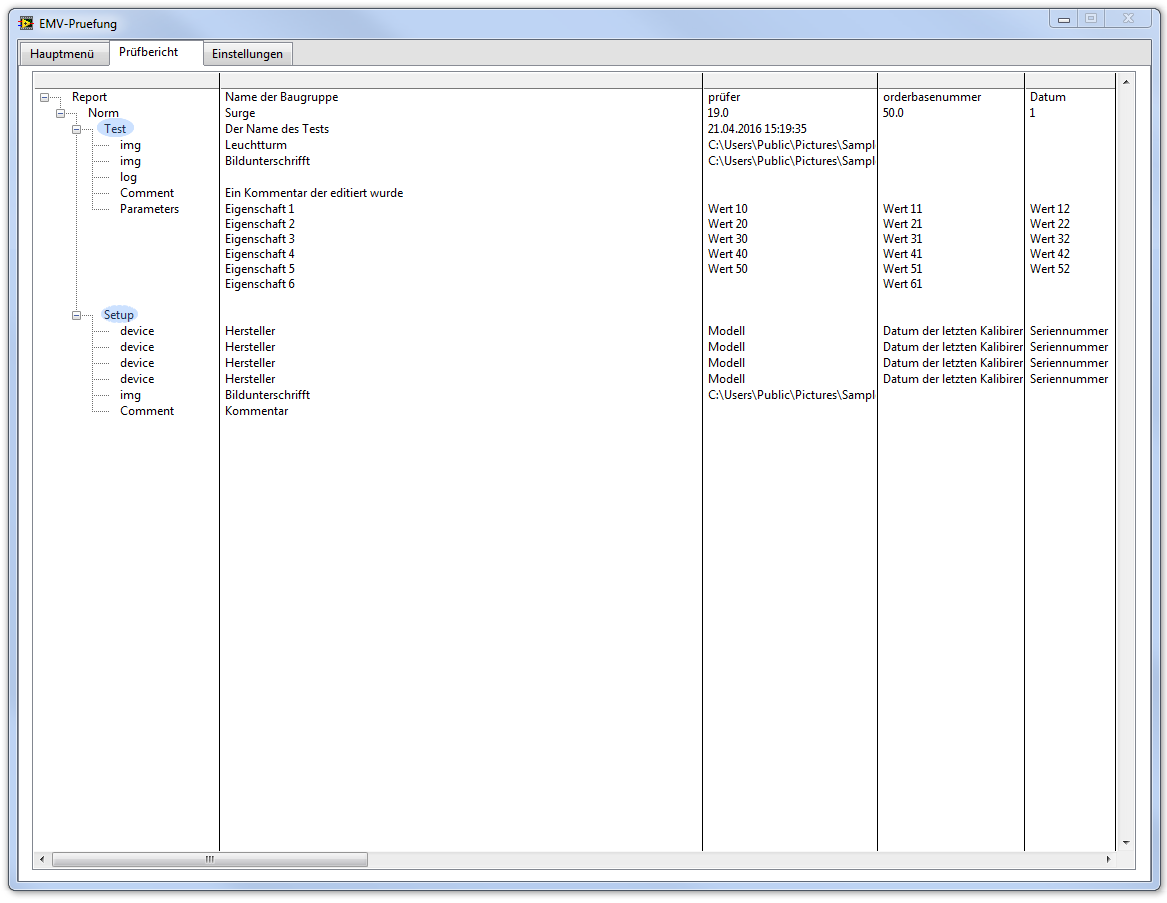 EMV-Pruefung
Hauptmenü Prüfbericht Einstellungen
Report Name der Baugruppe prüfer orderbasenummer Datum
Norm Surge 19.0 50.0 1
Test Der Name des Tests 21.04.2016 15:19:35
img Leuchtturm C:\Users\Public\Pictures\Sampl
img Bildunterschrifft C:\Users\Public\Pictures\Sampl
log
Comment Ein Kommentar der editiert wurde
Parameters Eigenschaft 1 Wert 10 Wert 11 Wert 12
Eigenschaft 2 Wert 20 Wert 21 Wert 22
Eigenschaft 3 Wert 30 Wert 31 Wert 32
Eigenschaft 4 Wert 40 Wert 41 Wert 42
Eigenschaft 5 Wert 50 Wert 51 Wert 52
Eigenschaft 6 Wert 61
Setup
device Hersteller Modell Datum der letzten Kalibirer Seriennummer
device Hersteller Modell Datum der letzten Kalibirer Seriennummer
device Hersteller Modell Datum der letzten Kalibirer Seriennummer
device Hersteller Modell Datum der letzten Kalibirer Seriennummer
img Bildunterschrifft C:\Users\Public\Pictures\Sampl
Comment Kommentar